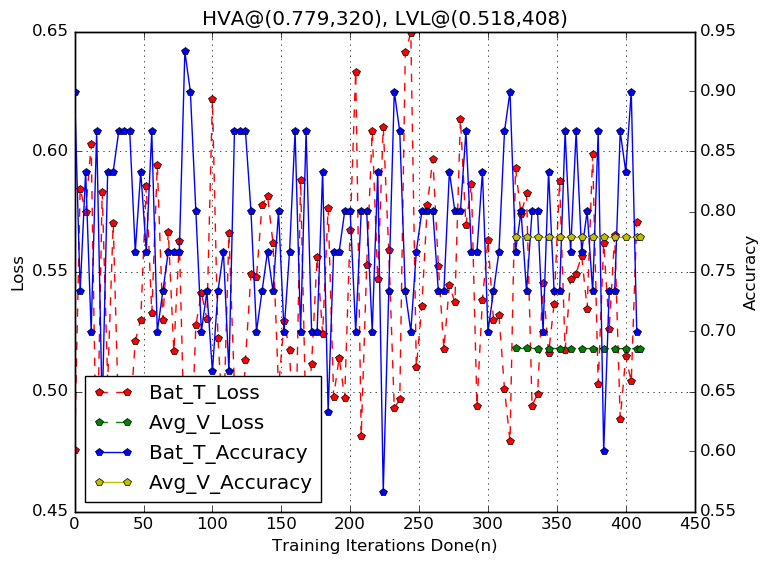 HVA@(0.779,320), LVL@(0.518,408)
0.65
0.60
0.55
0.50
0.45
Loss
0.95
0.90
0.85
0.80
0.75
0.70
0.65
0.60
0.55
Accuracy
Bat_T_Loss
Avg_V_Loss
Bat_T_Accuracy
Avg_V_Accuracy
0 50 100 150 200 250 300 350 400 450
Training Iterations Done(n)